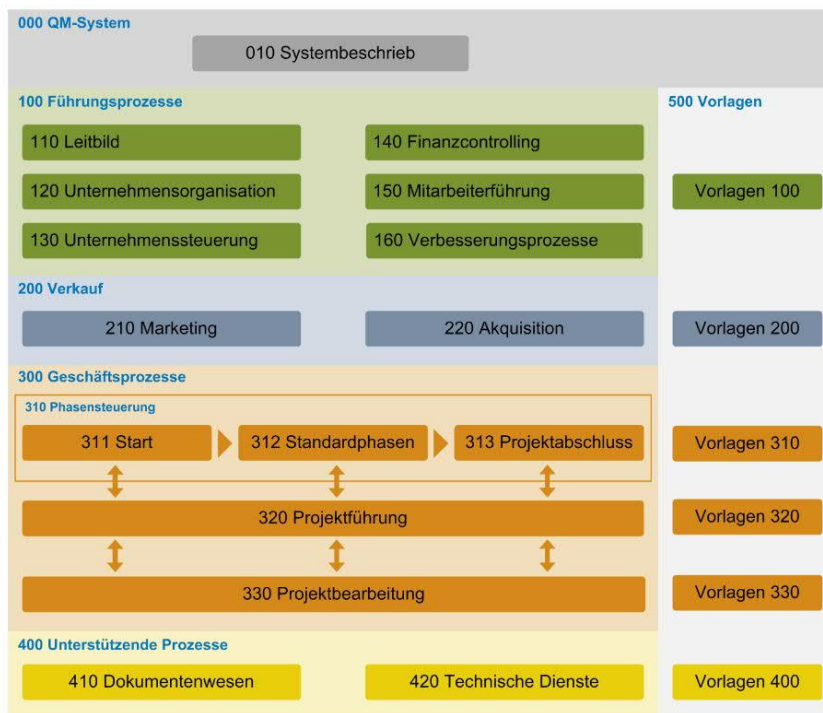 000 QM-System
010 Systembeschrieb
100 Führungsprozesse
500 Vorlagen
110 Leitbild
140 Finanzcontrolling
120 Unternehmensorganisation
150 Mitarbeiterführung
Vorlagen 100
130 Unternehmenssteuerung
160 Verbesserungsprozesse
200 Verkauf
210 Marketing
220 Akquisition
Vorlagen 200
300 Geschäftsprozesse
310 Phasensteuerung
311 Start
312 Standardphasen
313 Projektabschluss
Vorlagen 310
320 Projektführung
Vorlagen 320
330 Projektbearbeitung
Vorlagen 330
400 Unterstützende Prozesse
410 Dokumentenwesen
420 Technische Dienste
Vorlagen 400